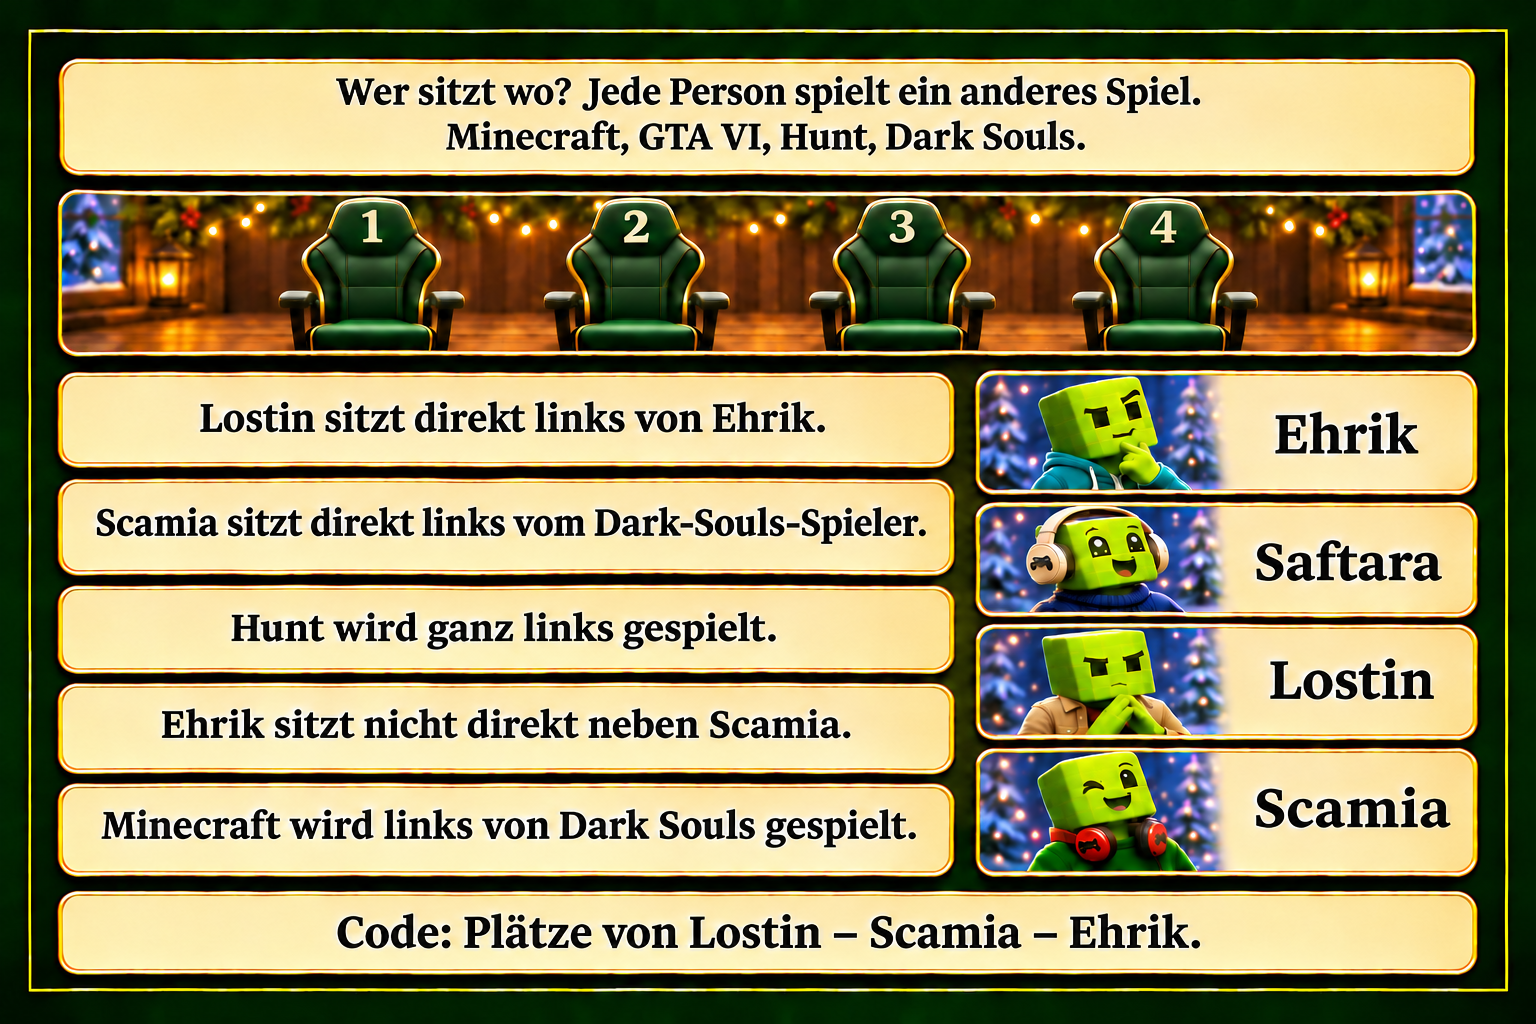 Wer sitzt wo? Jede Person spielt ein anderes Spiel.
Minecraft, GTA VI, Hunt, Dark Souls.
1 2 3 4
Lostin sitzt direkt links von Ehrik.
Scamia sitzt direkt links vom Dark-Souls-Spieler.
Hunt wird ganz links gespielt.
Ehrik sitzt nicht direkt neben Scamia.
Minecraft wird links von Dark Souls gespielt.
Ehrik
Saftara
Lostin
Scamia
Code: Plätze von Lostin – Scamia – Ehrik.